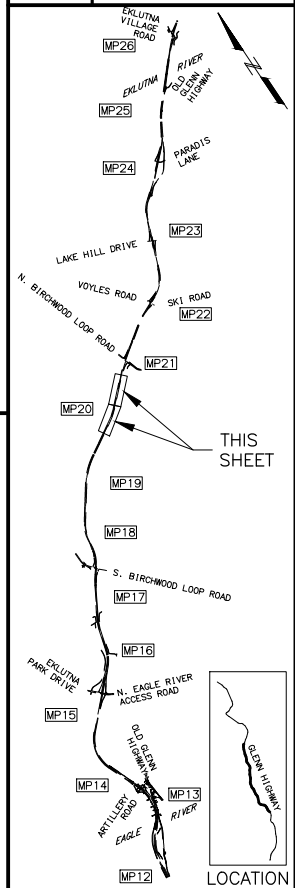 EKLUTNA
VILLAGE
ROAD
MP26
EKLUTNA RIVER
OLD
GLENN
HIGHWAY
MP25
N
PARADIS
LANE
MP24
MP23
LAKE HILL DRIVE
VOYLES ROAD
SKI ROAD
MP22
N. BIRCHWOOD LOOP ROAD
MP21
MP20
THIS
SHEET
MP19
MP18
S. BIRCHWOOD LOOP ROAD
MP17
MP16
EKLUTNA
PARK DRIVE
N. EAGLE RIVER
ACCESS ROAD
MP15
OLD GLENN
HIGHWAY
MP14
MP13
ARTILLERY
ROAD
EAGLE RIVER
MP12
GLENN HIGHWAY
LOCATION